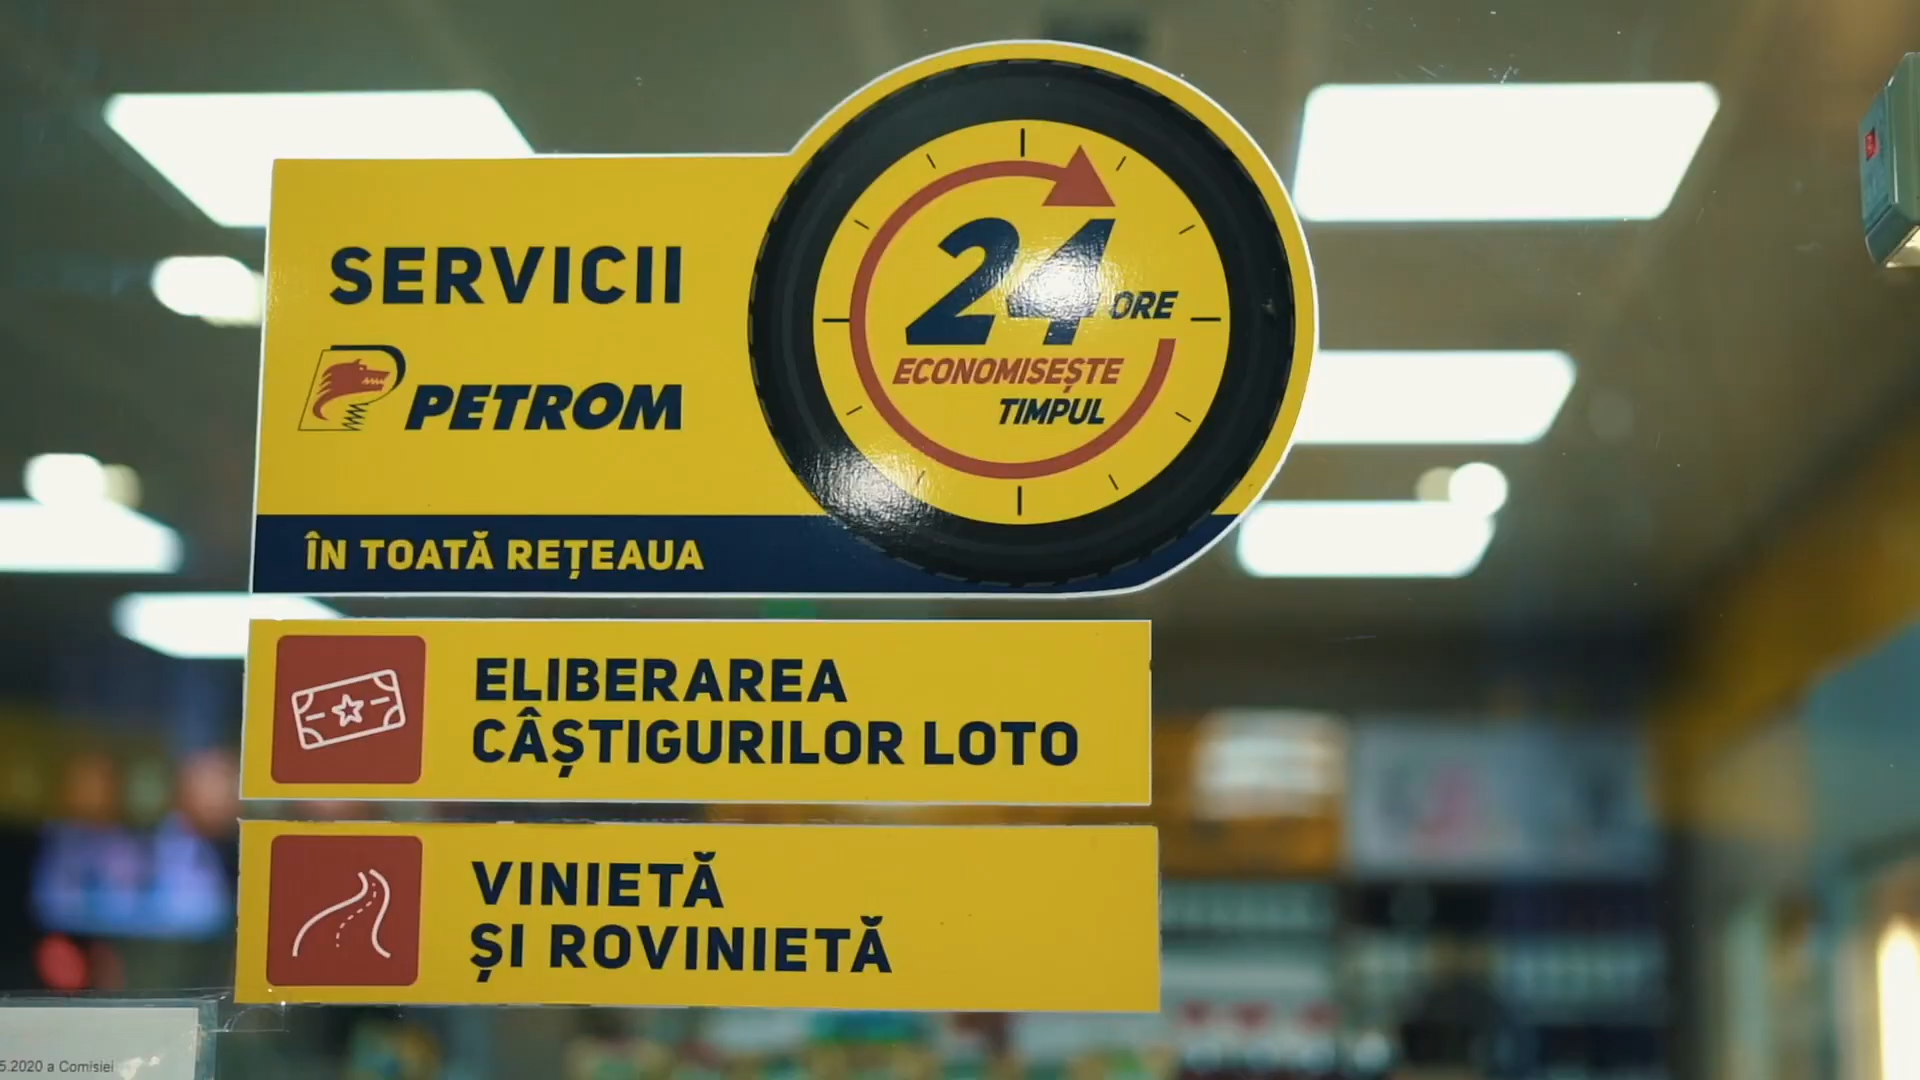 SERVICII
PETROM
24 ORE
ECONOMISEȘTE
TIMPUL
ÎN TOATĂ REȚEAUA
ELIBERAREA
CÂȘTIGURILOR LOTO
VINIETĂ
ȘI ROVINIETĂ
5.2020 a Comisiei